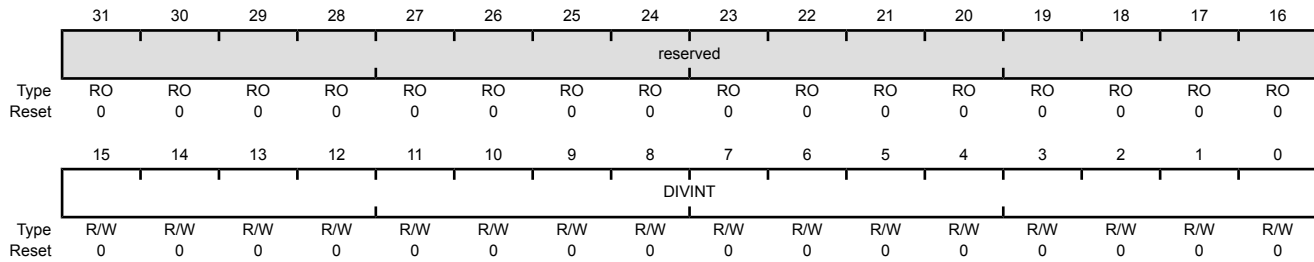 31 30 29 28 27 26 25 24 23 22 21 20 19 18 17 16
reserved
Type RO RO RO RO RO RO RO RO RO RO RO RO RO RO RO RO
Reset 0 0 0 0 0 0 0 0 0 0 0 0 0 0 0 0
15 14 13 12 11 10 9 8 7 6 5 4 3 2 1 0
DIVINT
Type R/W R/W R/W R/W R/W R/W R/W R/W R/W R/W R/W R/W R/W R/W R/W R/W
Reset 0 0 0 0 0 0 0 0 0 0 0 0 0 0 0 0